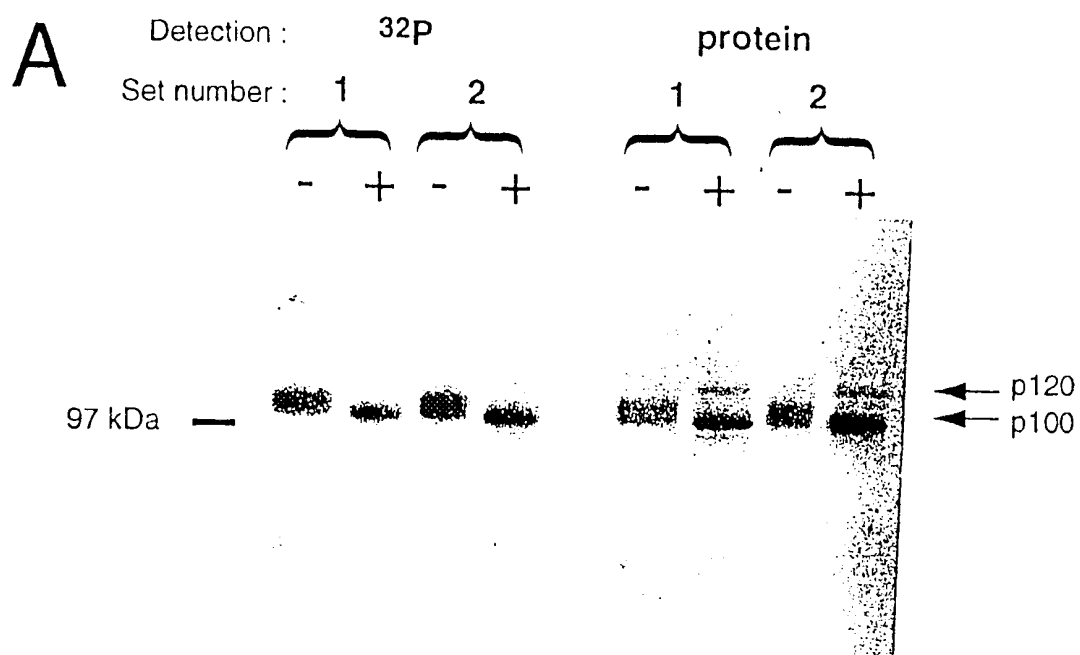 A
Detection : 32P protein
Set number : 1 2 1 2
- + - + - + - +
p120
97 kDa p100